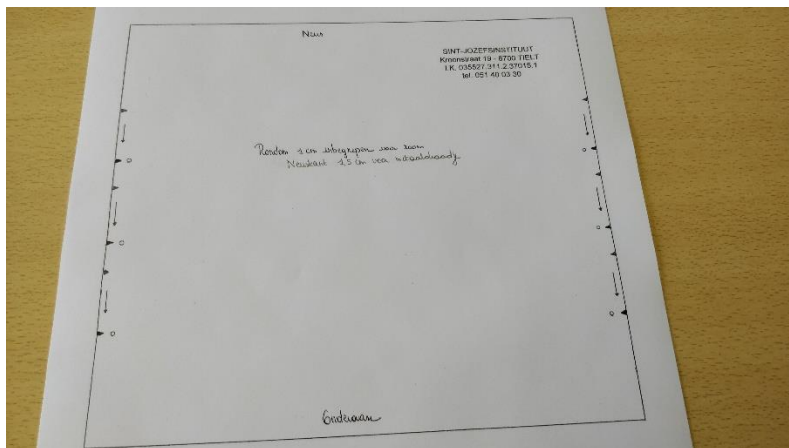 Neus
SINT-JOZEFSINSTITUUT
Kroonstraat 19 - 8700 TIELT
I.K. 035527.311.2.37015.1
tel. 051 40 03 30
Rondom 1 cm inbegrepen voor zoom
Neuskant 1,5 cm voor metaaldraadje
Onderaan